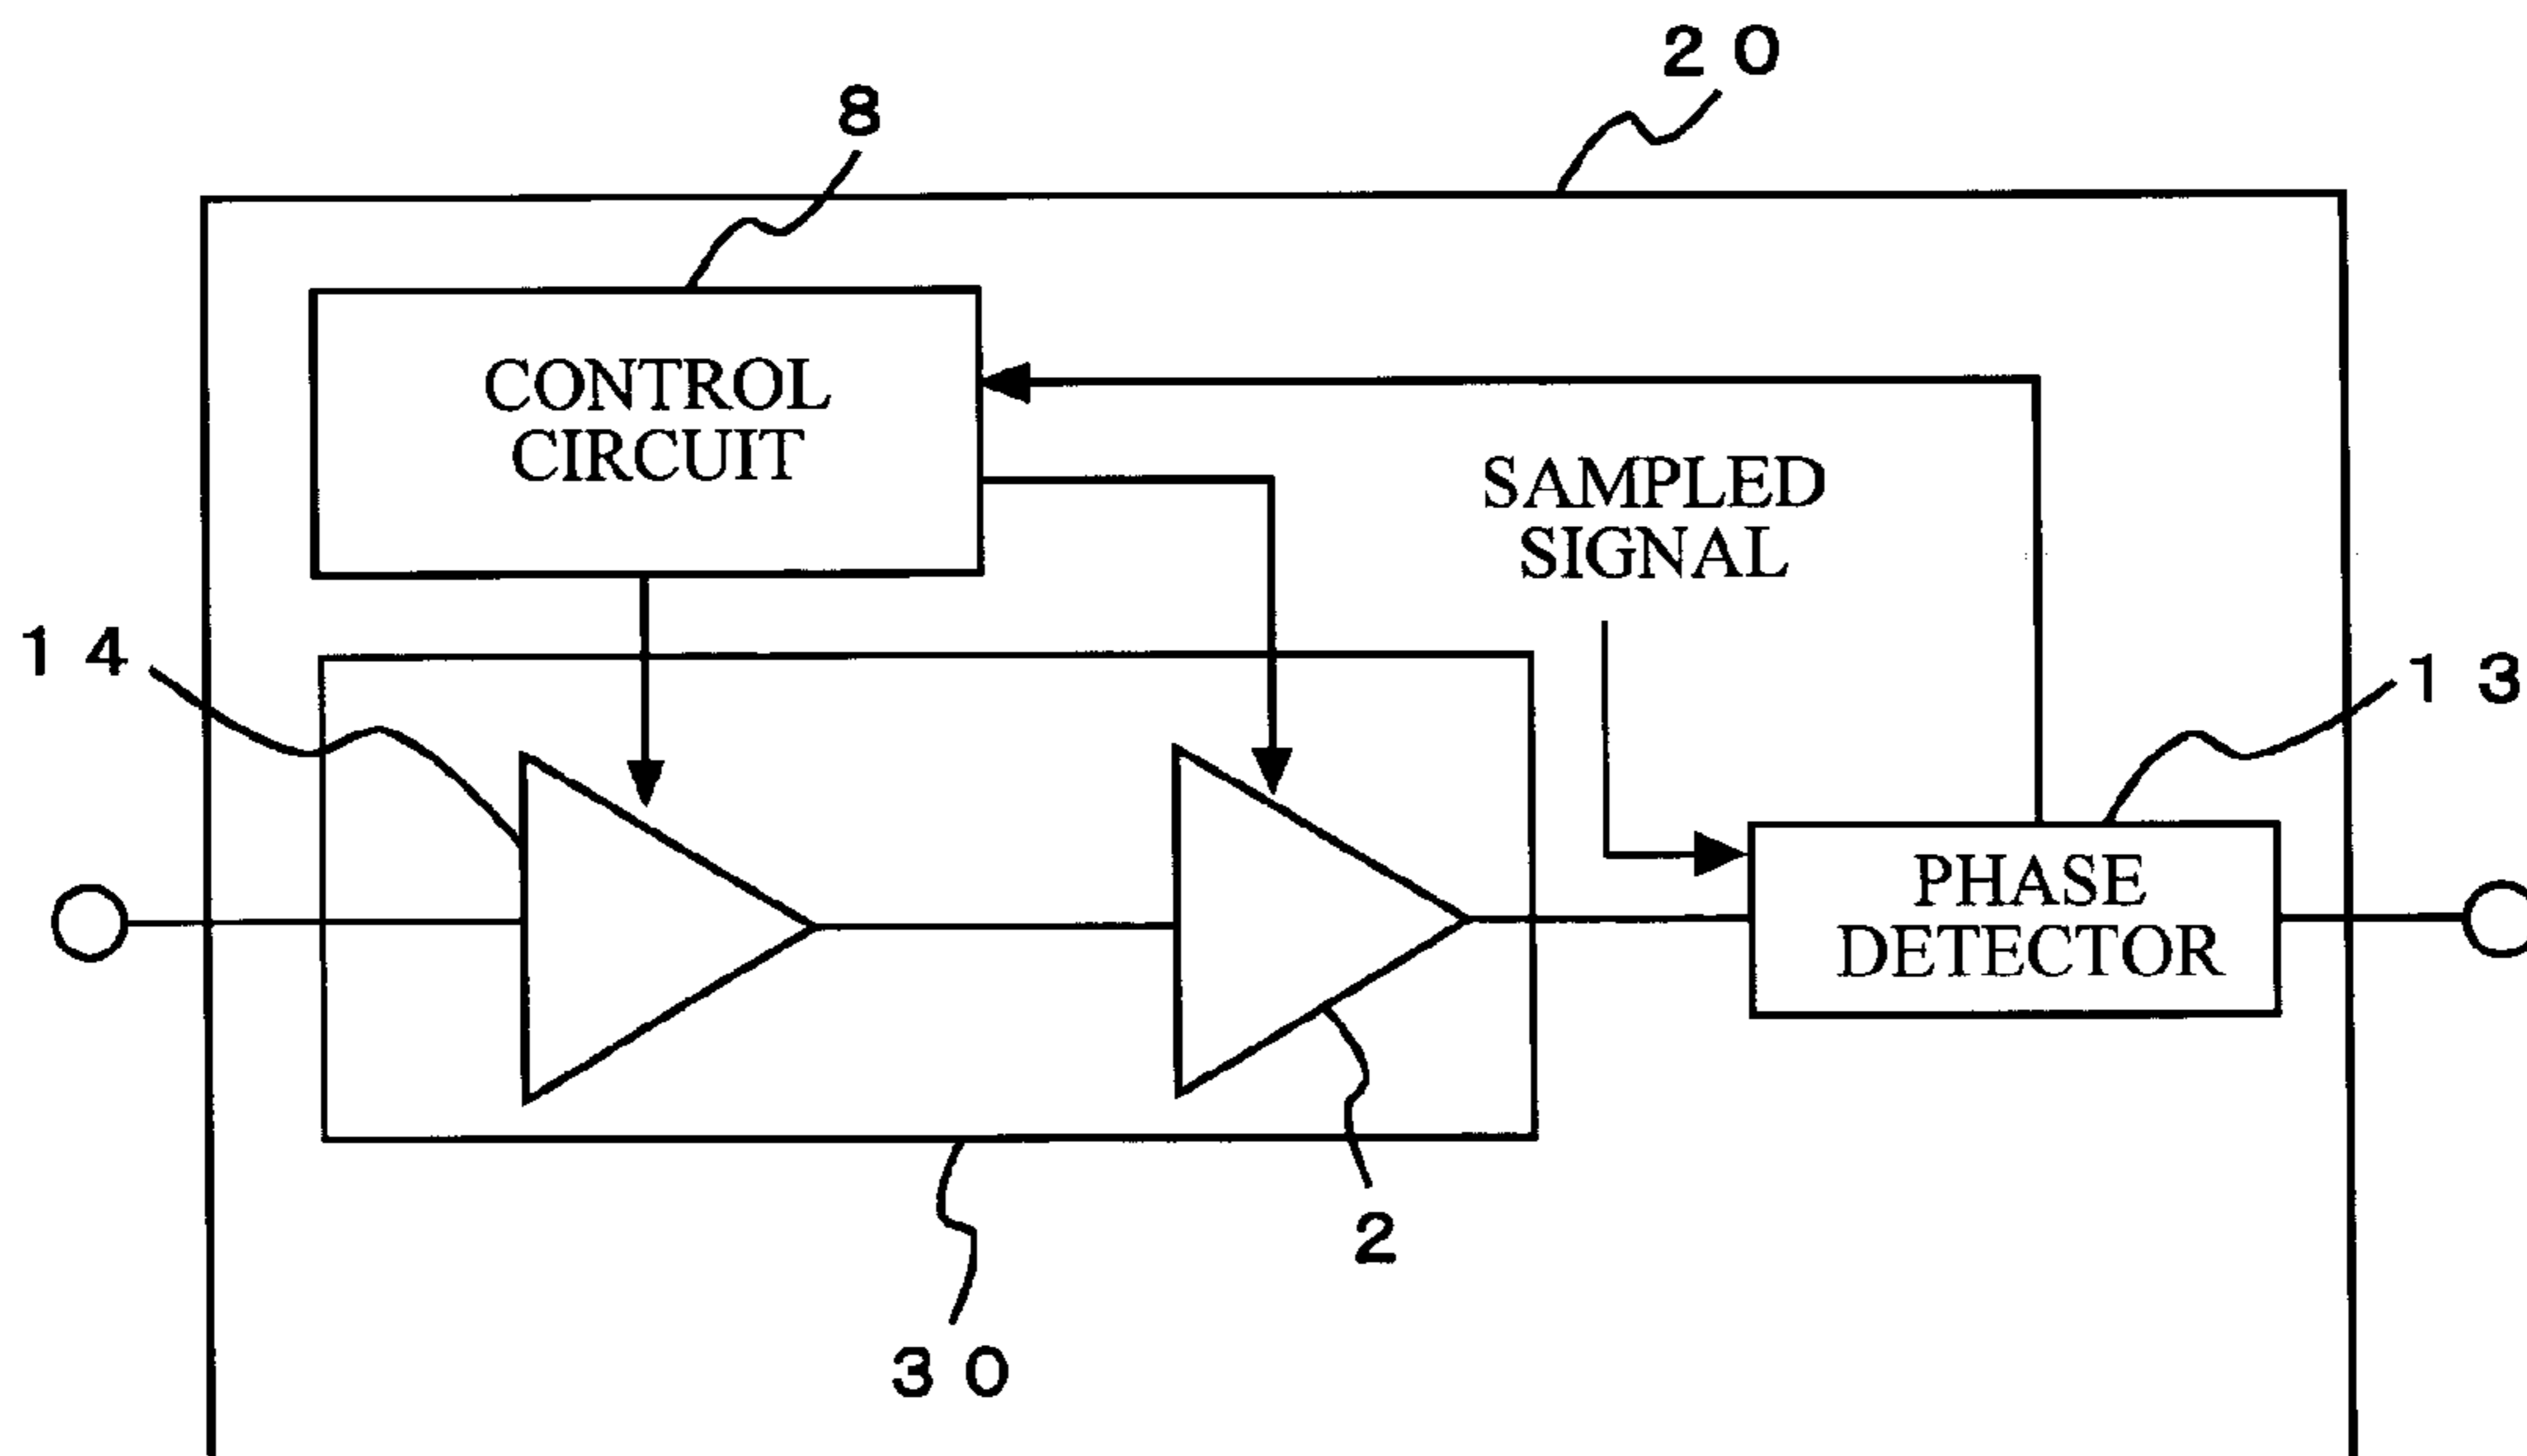 20
8
CONTROL
CIRCUIT
SAMPLED
SIGNAL
14
13
PHASE
DETECTOR
2
30